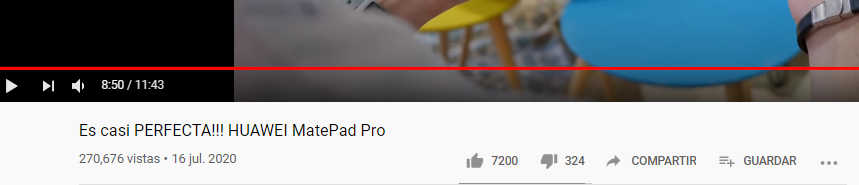 8:50 / 11:43
Es casi PERFECTA!!! HUAWEI MatePad Pro
270,676 vistas • 16 jul. 2020
7200
324
COMPARTIR
GUARDAR